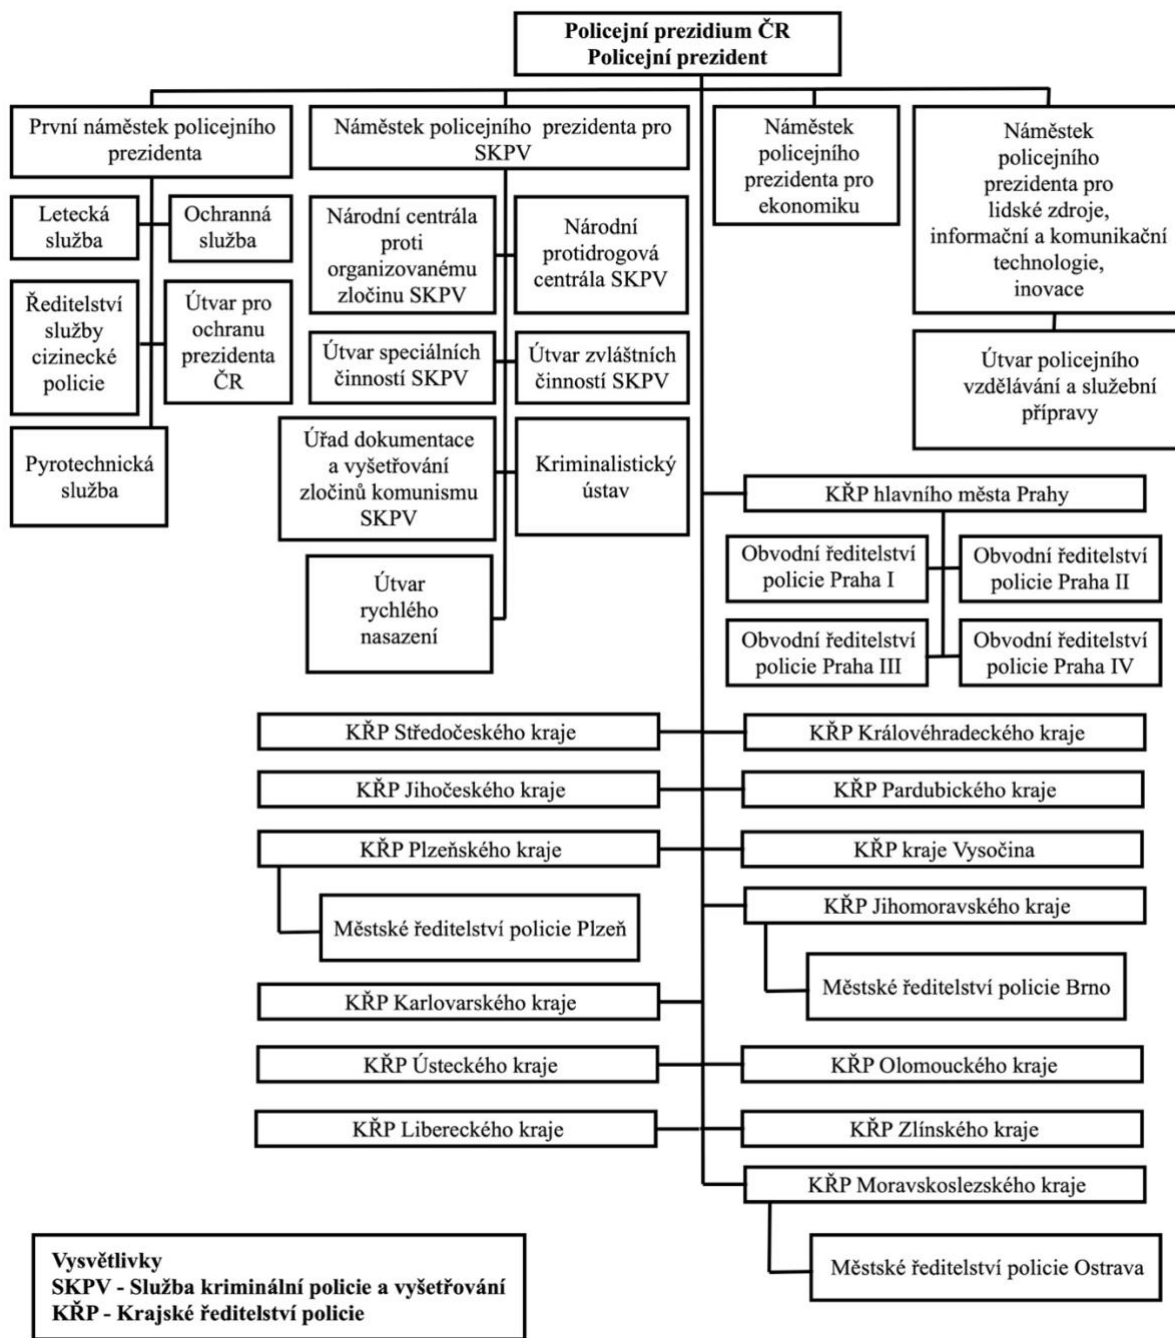 Policejní prezidium ČR
Policejní prezident
První náměstek policejního
prezidenta
Náměstek policejního prezidenta pro
SKPV
Náměstek
policejního
prezidenta pro
ekonomiku
Náměstek
policejního
prezidenta pro
lidské zdroje,
informační a komunikační
technologie,
inovace
Letecká
služba
Ochranná
služba
Ředitelství
služby
cizinecké
policie
Útvar pro
ochranu
prezidenta
ČR
Pyrotechnická
služba
Národní centrála
proti
organizovanému
zločinu SKPV
Národní
protidrogová
centrála SKPV
Útvar speciálních
činností SKPV
Útvar zvláštních
činností SKPV
Úřad dokumentace
a vyšetřování
zločinů komunismu
SKPV
Kriminalistický
ústav
Útvar
rychlého
nasazení
Útvar policejního
vzdělávání a služební
přípravy
KŘP hlavního města Prahy
Obvodní ředitelství
policie Praha I
Obvodní ředitelství
policie Praha II
Obvodní ředitelství
policie Praha III
Obvodní ředitelství
policie Praha IV
KŘP Středočeského kraje
KŘP Královéhradeckého kraje
KŘP Jihočeského kraje
KŘP Pardubického kraje
KŘP Plzeňského kraje
KŘP kraje Vysočina
Městské ředitelství policie Plzeň
KŘP Jihomoravského kraje
Městské ředitelství policie Brno
KŘP Karlovarského kraje
KŘP Ústeckého kraje
KŘP Olomouckého kraje
KŘP Libereckého kraje
KŘP Zlínského kraje
KŘP Moravskoslezského kraje
Městské ředitelství policie Ostrava
Vysvětlivky
SKPV - Služba kriminální policie a vyšetřování
KŘP - Krajské ředitelství policie